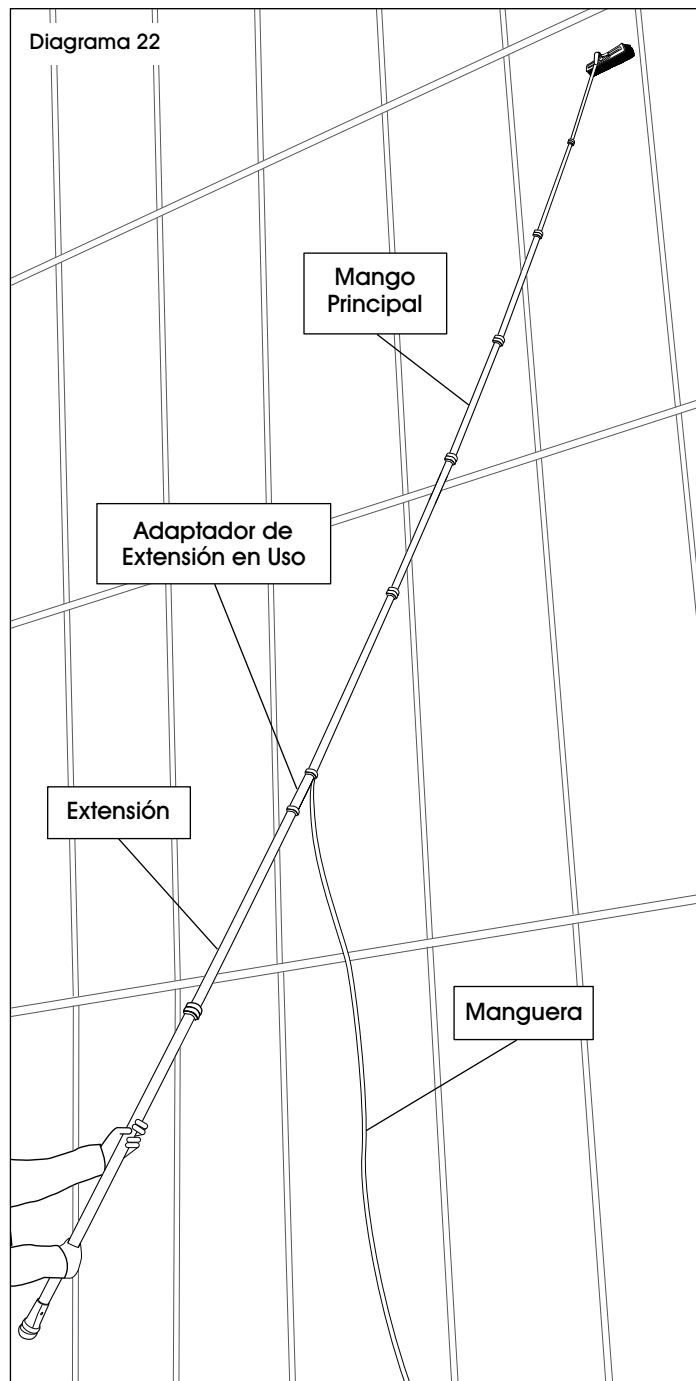 Diagrama 22
Mango
Principal
Adaptador de
Extensión en Uso
Extensión
Manguera